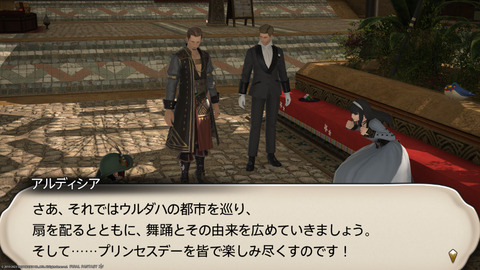 アルディシア
さあ、それではウルダハの都市を巡り、
扇を配るとともに、舞踊とその由来を広めていきましょう。
そして……プリンセスデーを皆で楽しみ尽くすのです！